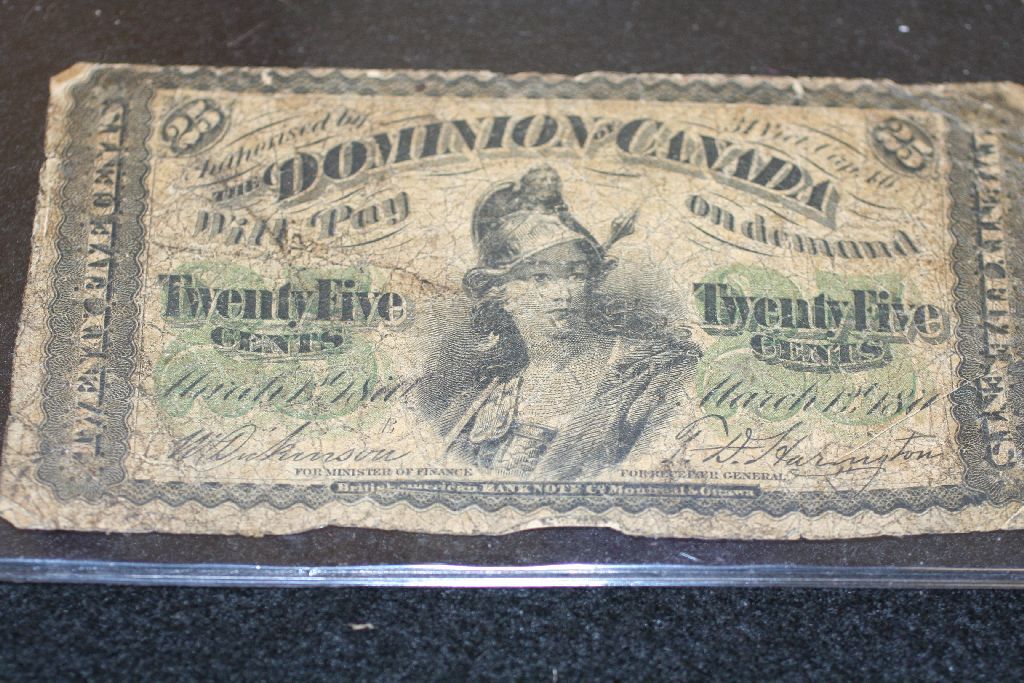 25 Authorised by 31 Vict. Cap. 46. 25
THE DOMINION OF CANADA
Will Pay on demand
Twenty Five Twenty Five
CENTS CENTS.
March 1st. 1870 March 1st. 1870
W Dickinson B T. D. Harington
FOR MINISTER OF FINANCE FOR RECEIVER GENERAL
British American BANK NOTE Co. Montreal & Ottawa
TWENTY FIVE CENTS
TWENTY FIVE CENTS